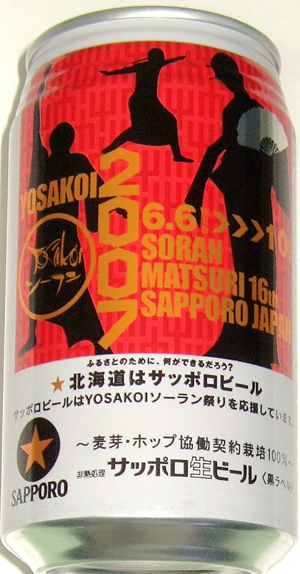 YOSAKOI
2007
yosakoi
ソーラン
6.6>>>>10
SORAN
MATSURI 16th
SAPPORO JAPAN
ふるさとのために、何ができるだろう?
★北海道はサッポロビール
サッポロビールはYOSAKOIソーラン祭りを応援しています。
～麦芽・ホップ協働契約栽培100%～
非熱処理 サッポロ生ビール〈黒ラベル〉
SAPPORO